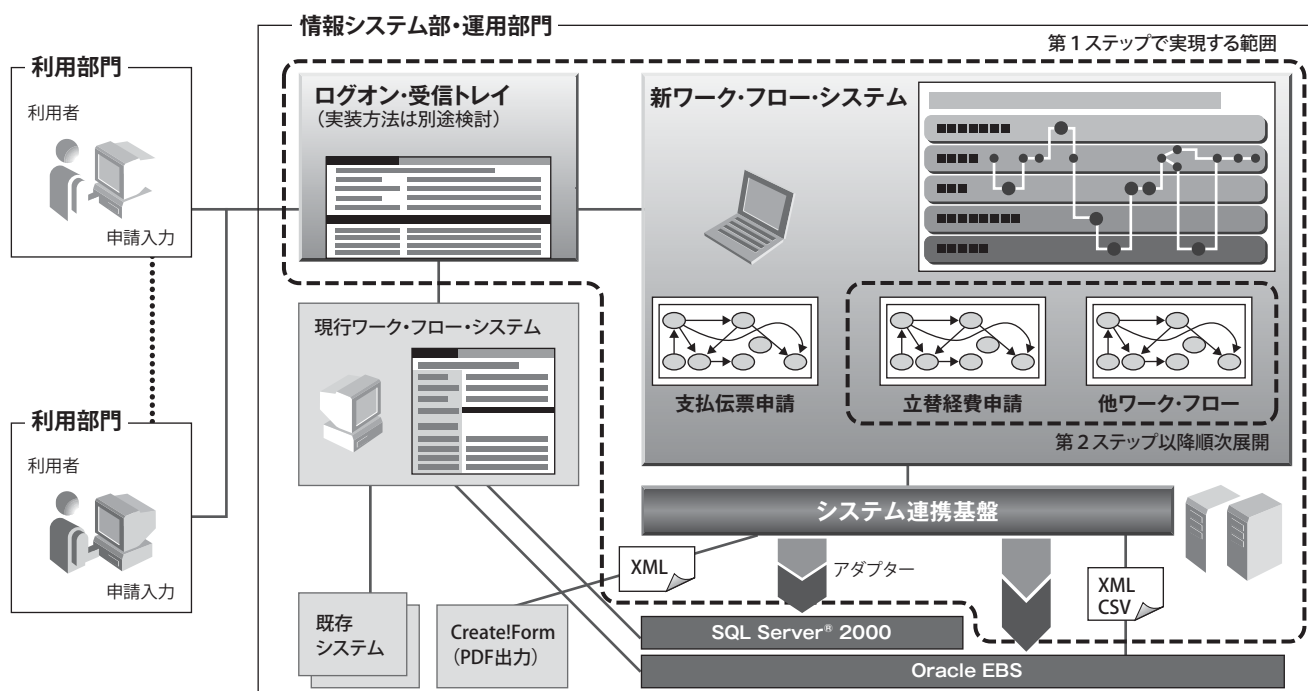 情報システム部・運用部門
第1ステップで実現する範囲
利用部門
利用者
申請入力
ログオン・受信トレイ
(実装方法は別途検討)
新ワーク・フロー・システム
現行ワーク・フロー・システム
支払伝票申請
立替経費申請
他ワーク・フロー
第2ステップ以降順次展開
利用部門
利用者
申請入力
システム連携基盤
XML
アダプター
XML
CSV
既存
システム
Create!Form
(PDF出力)
SQL Server® 2000
Oracle EBS